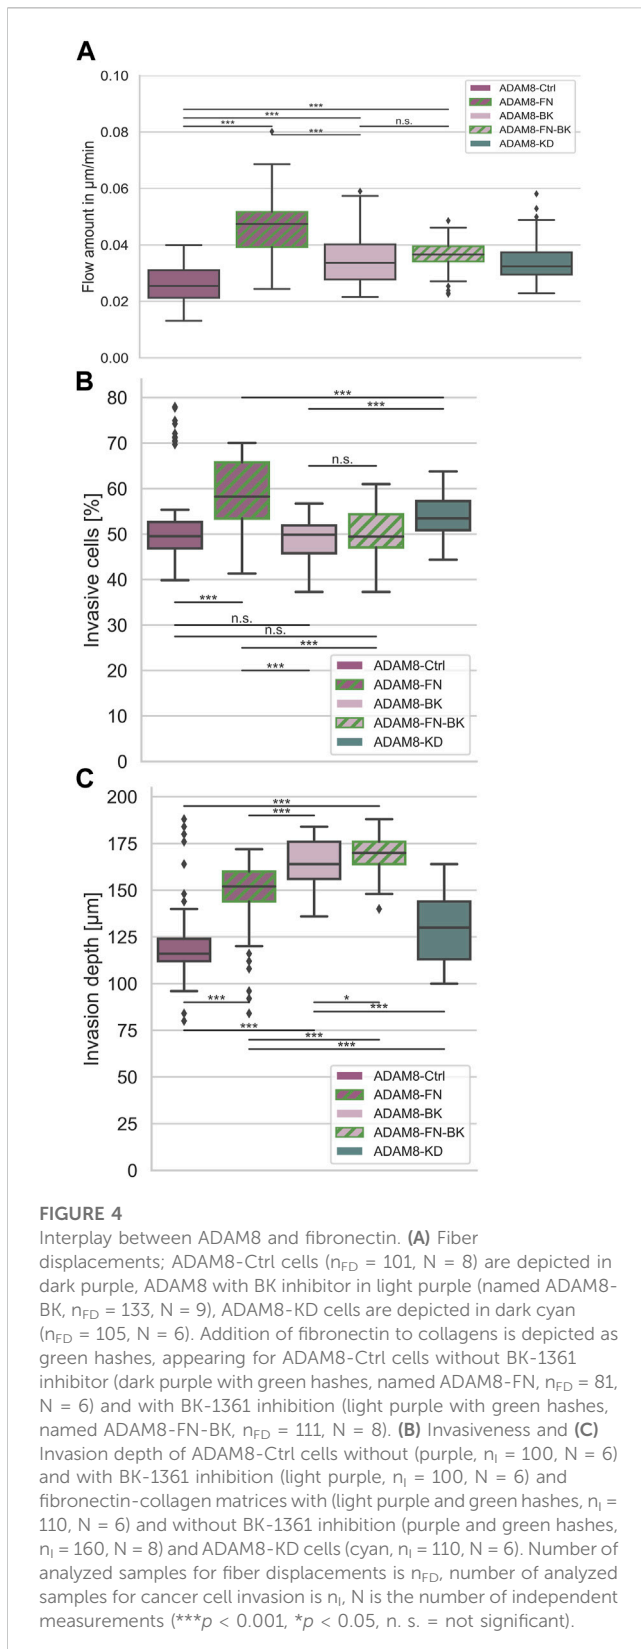 A
0.10
ADAM8-Ctrl
ADAM8-FN
ADAM8-BK
ADAM8-FN-BK
ADAM8-KD
***
***
***
***
n.s.
0.08
0.06
0.04
0.02
0.00
Flow amount in µm/min
B
80
70
60
50
40
30
20
10
0
Invasive cells [%]
***
***
n.s.
***
n.s.
n.s.
***
***
ADAM8-Ctrl
ADAM8-FN
ADAM8-BK
ADAM8-FN-BK
ADAM8-KD
C
200
175
150
125
100
75
50
25
0
Invasion depth [µm]
***
***
***
*
***
***
***
***
ADAM8-Ctrl
ADAM8-FN
ADAM8-BK
ADAM8-FN-BK
ADAM8-KD
FIGURE 4
Interplay between ADAM8 and fibronectin. (A) Fiber
displacements; ADAM8-Ctrl cells (nFD = 101, N = 8) are depicted in
dark purple, ADAM8 with BK inhibitor in light purple (named ADAM8-
BK, nFD = 133, N = 9), ADAM8-KD cells are depicted in dark cyan
(nFD = 105, N = 6). Addition of fibronectin to collagens is depicted as
green hashes, appearing for ADAM8-Ctrl cells without BK-1361
inhibitor (dark purple with green hashes, named ADAM8-FN, nFD = 81,
N = 6) and with BK-1361 inhibition (light purple with green hashes,
named ADAM8-FN-BK, nFD = 111, N = 8). (B) Invasiveness and (C)
Invasion depth of ADAM8-Ctrl cells without (purple, nI = 100, N = 6)
and with BK-1361 inhibition (light purple, nI = 100, N = 6) and
fibronectin-collagen matrices with (light purple and green hashes, nI =
110, N = 6) and without BK-1361 inhibition (purple and green hashes,
nI = 160, N = 8) and ADAM8-KD cells (cyan, nI = 110, N = 6). Number of
analyzed samples for fiber displacements is nFD, number of analyzed
samples for cancer cell invasion is nI, N is the number of independent
measurements (***p < 0.001, *p < 0.05, n. s. = not significant).